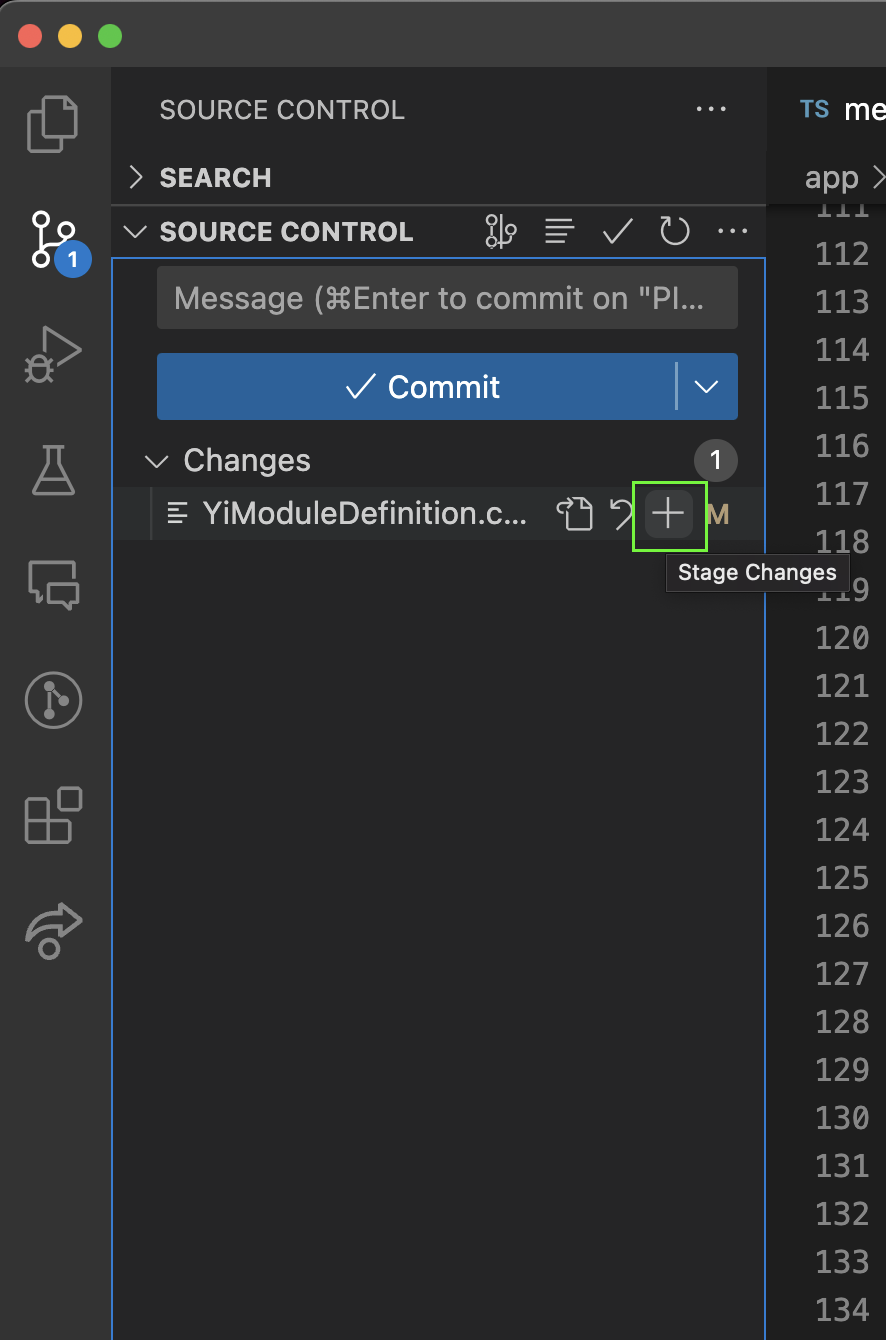 SOURCE CONTROL
TS me
SEARCH
app
SOURCE CONTROL
1
Message (⌘Enter to commit on "Pl...
Commit
Changes
1
YiModuleDefinition.c...
M
Stage Changes
111
112
113
114
115
116
117
118
119
120
121
122
123
124
125
126
127
128
129
130
131
132
133
134